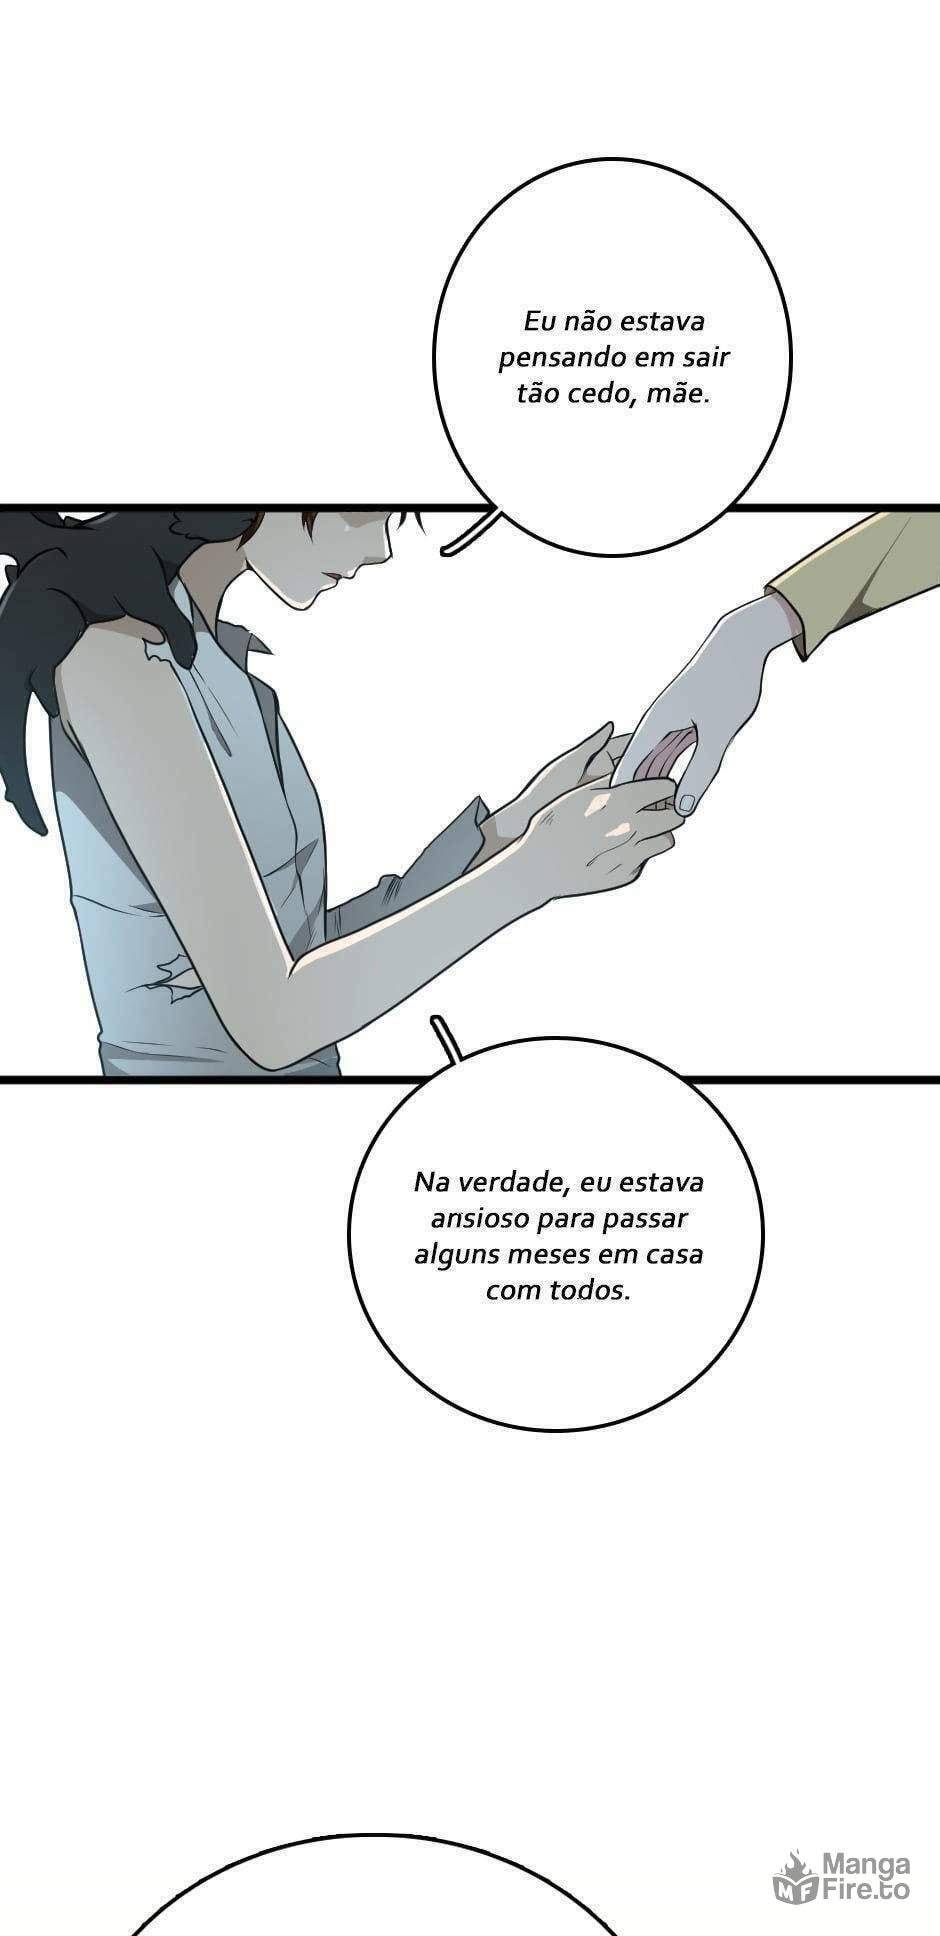 Eu não estava
pensando em sair
tão cedo, mãe.
Na verdade, eu estava
ansioso para passar
alguns meses em casa
com todos.
MF
Manga
Fire.to